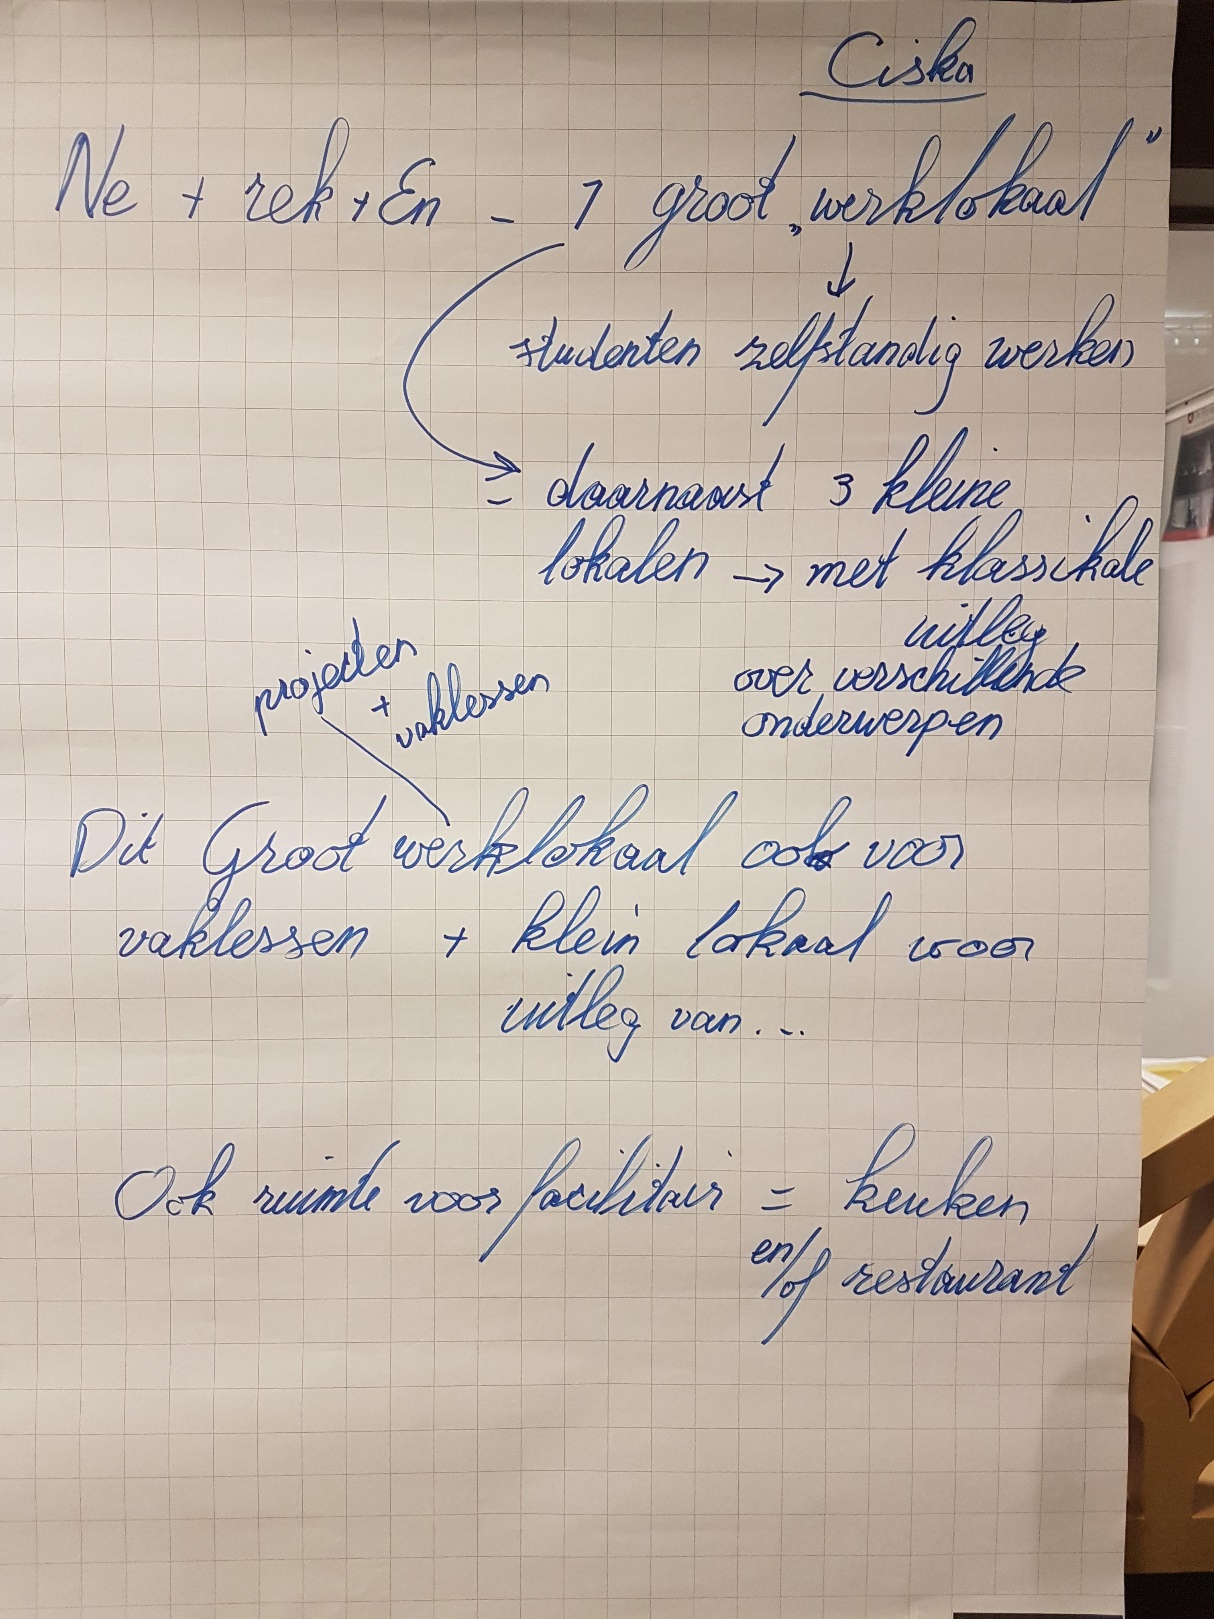 Ciska
Ne + rek + En - 1 groot „werklokaal”
↓
studenten zelfstandig werken
= daarnaast 3 kleine
lokalen → met klassikale
uitleg
over verschillende
onderwerpen
projecten
+
vaklessen
Dit Groot werklokaal ook voor
vaklessen + klein lokaal voor
uitleg van...
Ook ruimte voor facilitair = keuken
en/of restaurant